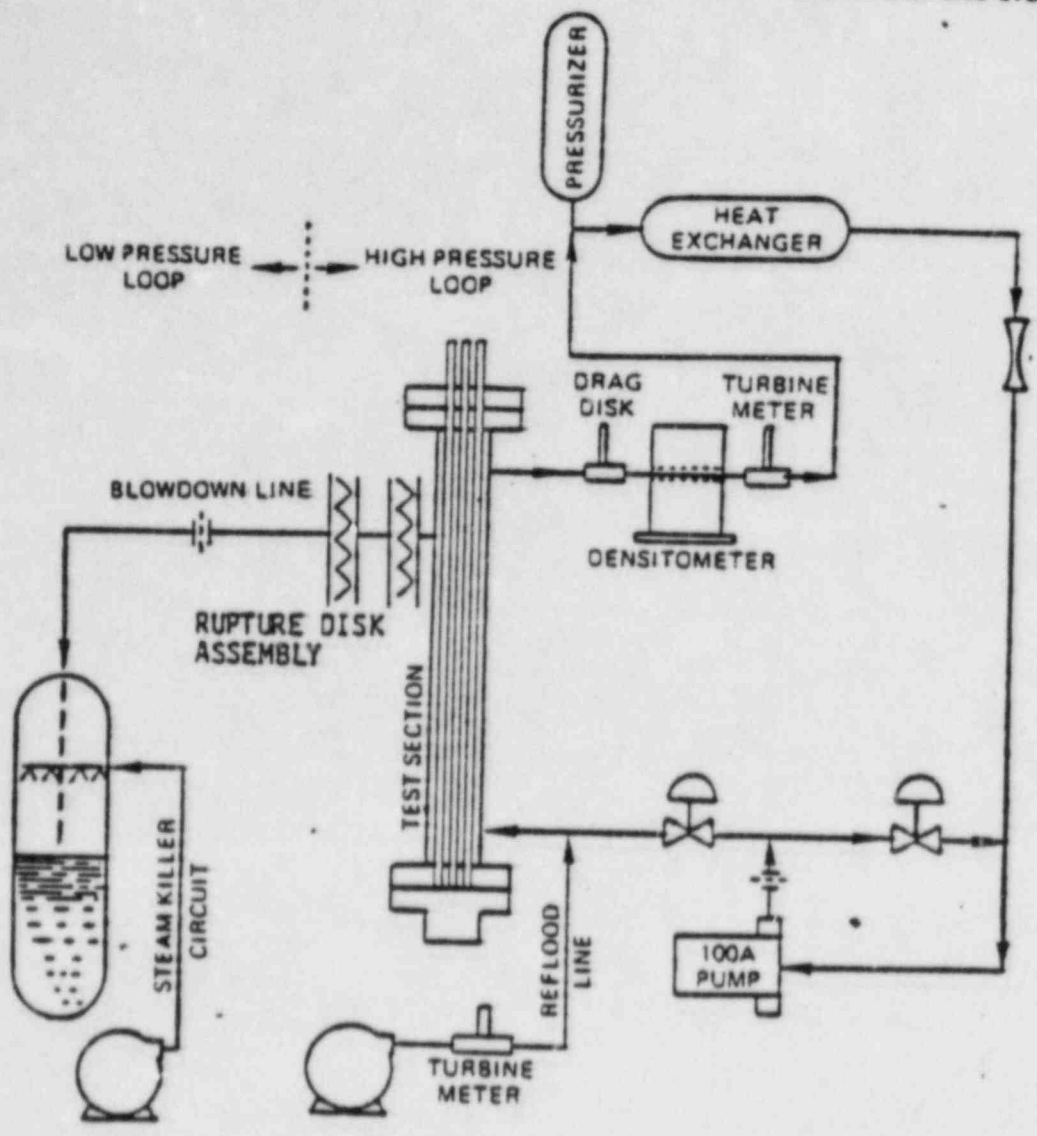 PRESSURIZER
HEAT
EXCHANGER
LOW PRESSURE
LOOP
HIGH PRESSURE
LOOP
DRAG
DISK
TURBINE
METER
BLOWDOWN LINE
DENSITOMETER
RUPTURE DISK
ASSEMBLY
TEST SECTION
STEAM KILLER
CIRCUIT
REFLOOD
LINE
100A
PUMP
TURBINE
METER